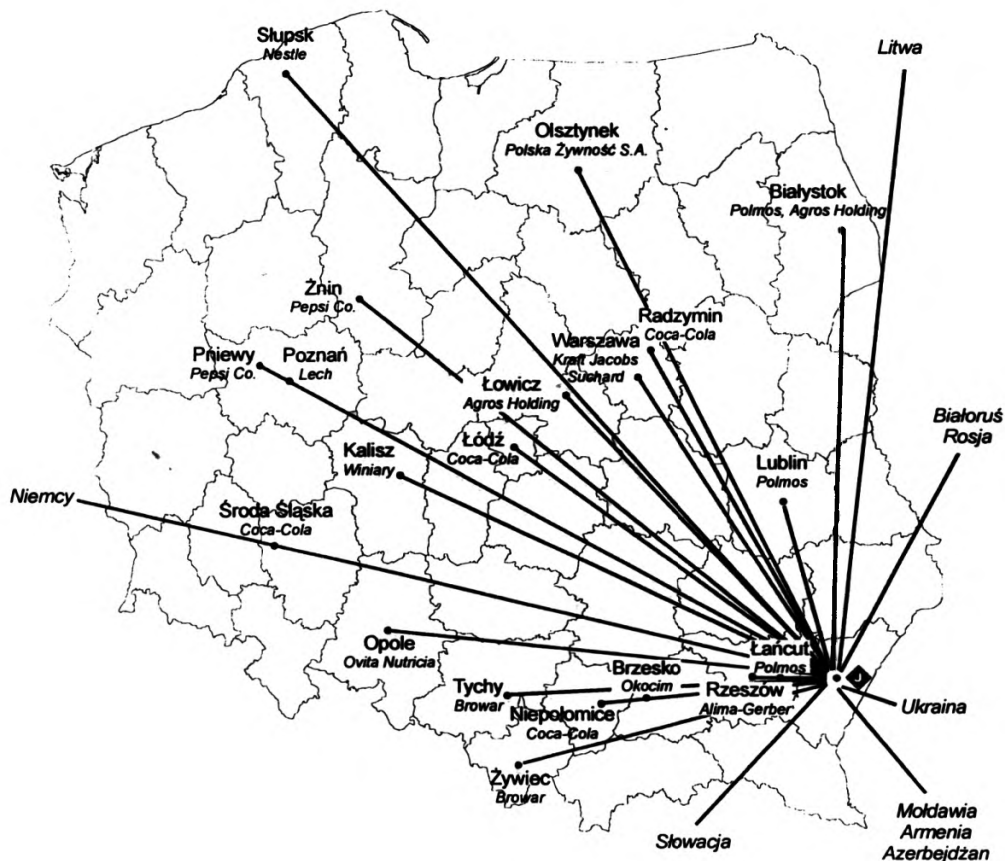 Słupsk
Nestle
Litwa
Olsztynek
Polska Żywność S.A.
Białystok
Polmos, Agros Holding
Żnin
Pepsi Co.
Radzymin
Coca-Cola
Warszawa
Kraft Jacobs
Suchard
Pniewy
Pepsi Co.
Poznań
Lech
Łowicz
Agros Holding
Białoruś
Rosja
Kalisz
Winiary
Łódź
Coca-Cola
Lublin
Polmos
Niemcy
Środa Śląska
Coca-Cola
Opole
Ovita Nutricia
Łańcut
Polmos
Brzesko
Okocim
Tychy
Browar
Rzeszów
Alima-Gerber
J
Niepołomice
Coca-Cola
Ukraina
Żywiec
Browar
Słowacja
Mołdawia
Armenia
Azerbejdżan